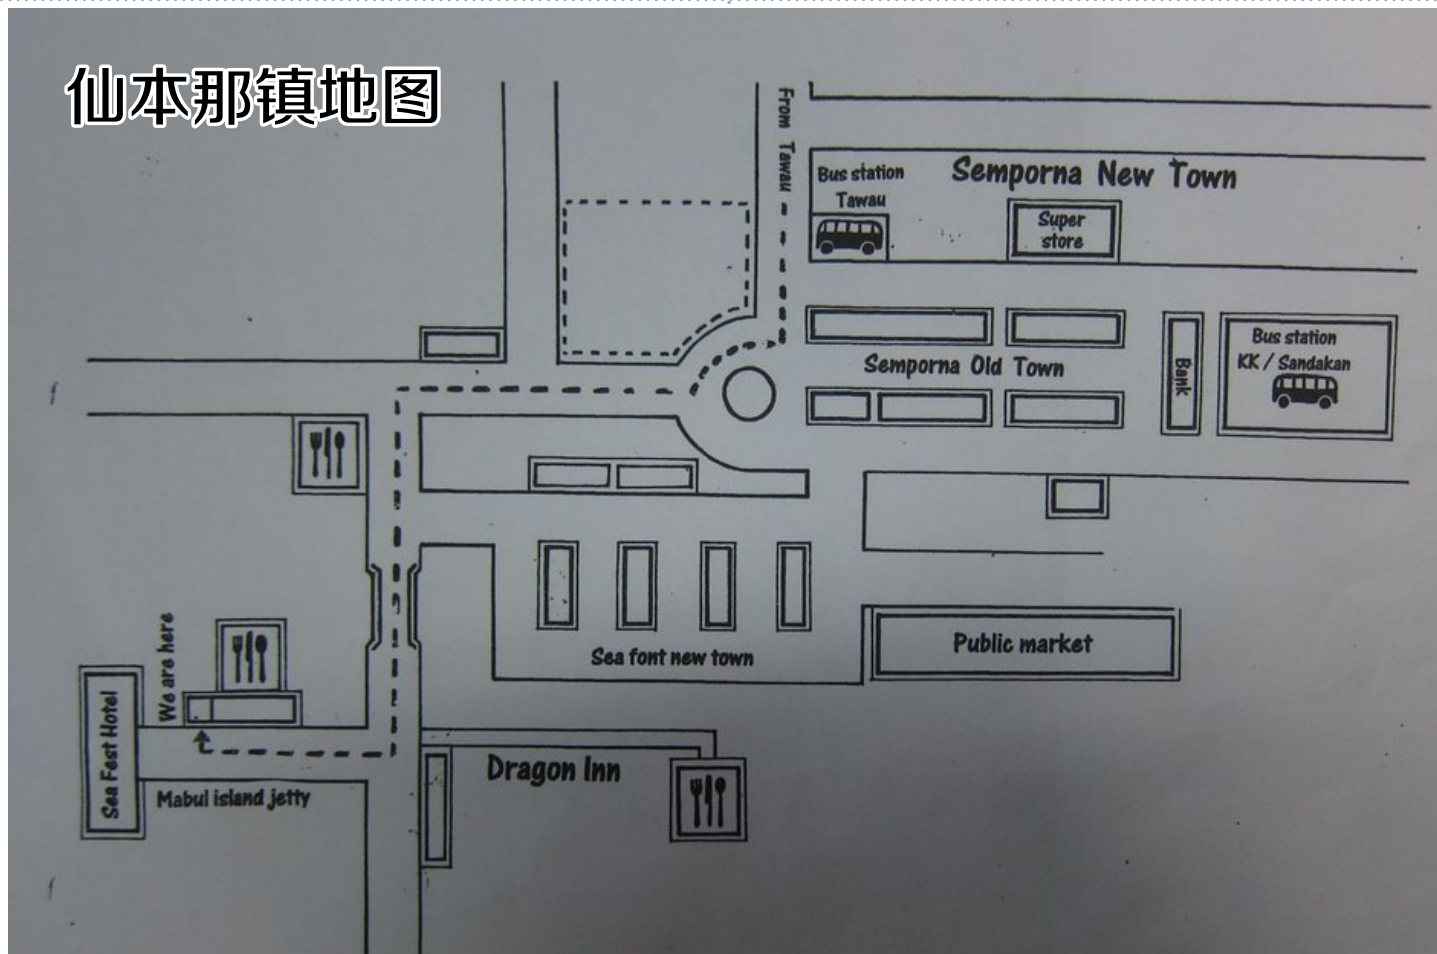 仙本那镇地图
From Tawau
Bus station
Tawau
Semporna New Town
Super
store
Semporna Old Town
Bank
Bus station
KK / Sandakan
Sea font new town
Public market
We are here
Sea Fest Hotel
Mabul island jetty
Dragon Inn